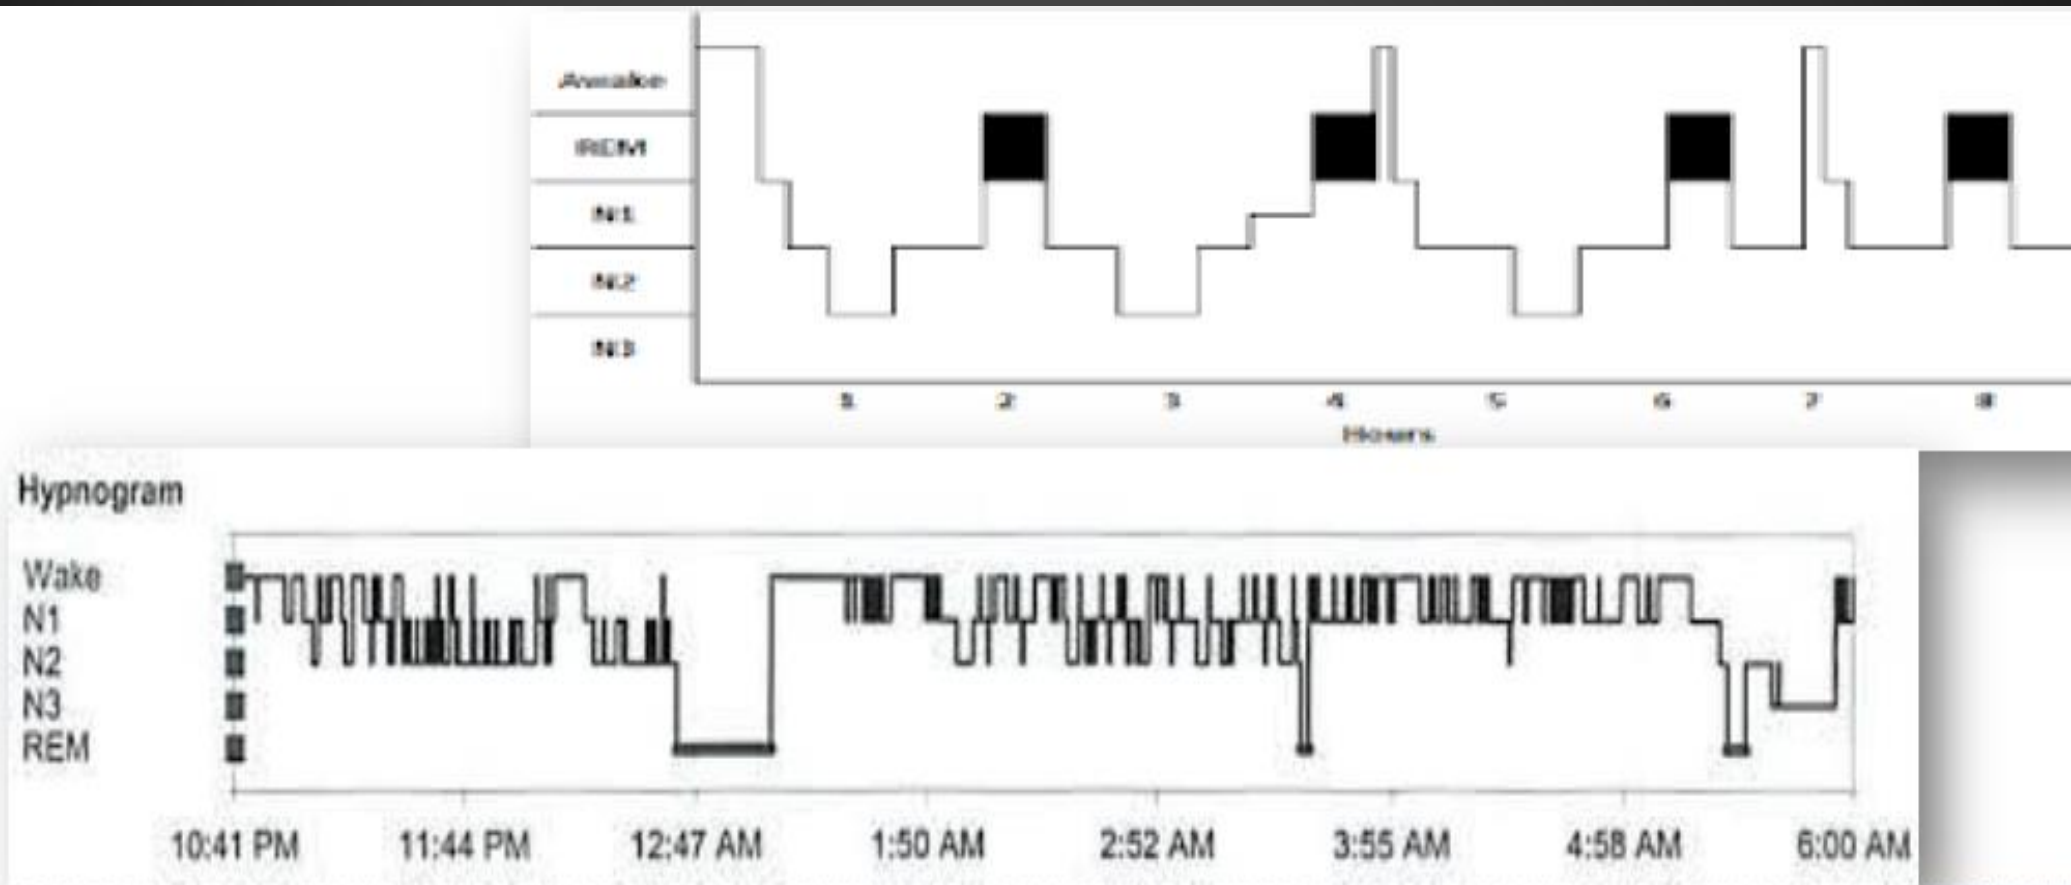 Awake
REM
N1
N2
N3
1 2 3 4 5 6 7 8
Hours
Hypnogram
Wake
N1
N2
N3
REM
10:41 PM 11:44 PM 12:47 AM 1:50 AM 2:52 AM 3:55 AM 4:58 AM 6:00 AM